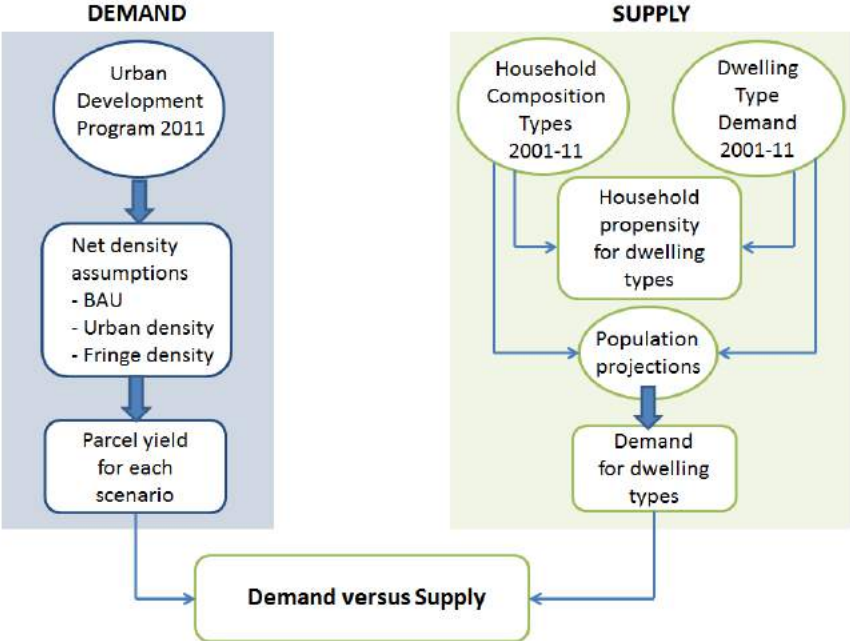 DEMAND
Urban
Development
Program 2011
Net density
assumptions
- BAU
- Urban density
- Fringe density
Parcel yield
for each
scenario
SUPPLY
Household
Composition
Types
2001-11
Dwelling
Type
Demand
2001-11
Household
propensity
for dwelling
types
Population
projections
Demand
for dwelling
types
Demand versus Supply